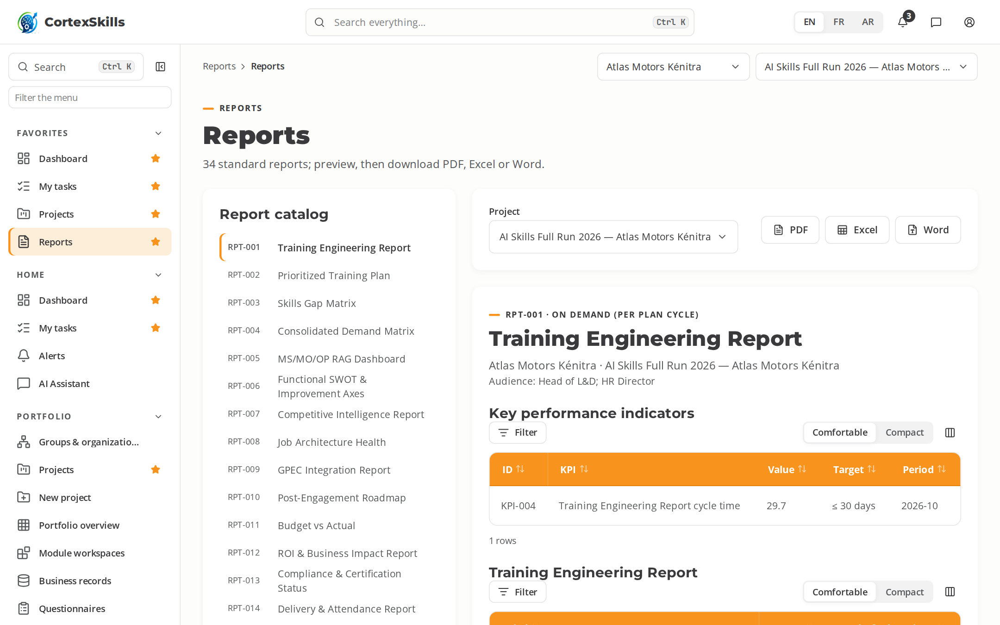 CortexSkills
Search everything...
Ctrl K
EN FR AR
3
Search
Ctrl K
Filter the menu
FAVORITES
Dashboard
My tasks
Projects
Reports
HOME
Dashboard
My tasks
Alerts
AI Assistant
PORTFOLIO
Groups & organizatio...
Projects
New project
Portfolio overview
Module workspaces
Business records
Questionnaires
Reports > Reports
Atlas Motors Kénitra
AI Skills Full Run 2026 — Atlas Motors ...
REPORTS
Reports
34 standard reports; preview, then download PDF, Excel or Word.
Report catalog
RPT-001 Training Engineering Report
RPT-002 Prioritized Training Plan
RPT-003 Skills Gap Matrix
RPT-004 Consolidated Demand Matrix
RPT-005 MS/MO/OP RAG Dashboard
RPT-006 Functional SWOT &
Improvement Axes
RPT-007 Competitive Intelligence Report
RPT-008 Job Architecture Health
RPT-009 GPEC Integration Report
RPT-010 Post-Engagement Roadmap
RPT-011 Budget vs Actual
RPT-012 ROI & Business Impact Report
RPT-013 Compliance & Certification
Status
RPT-014 Delivery & Attendance Report
Project
AI Skills Full Run 2026 — Atlas Motors Kénitra
PDF
Excel
Word
RPT-001 · ON DEMAND (PER PLAN CYCLE)
Training Engineering Report
Atlas Motors Kénitra · AI Skills Full Run 2026 — Atlas Motors Kénitra
Audience: Head of L&D; HR Director
Key performance indicators
Filter
Comfortable Compact
ID KPI Value Target Period
KPI-004 Training Engineering Report cycle time 29.7 ≤ 30 days 2026-10
1 rows
Training Engineering Report
Filter
Comfortable Compact